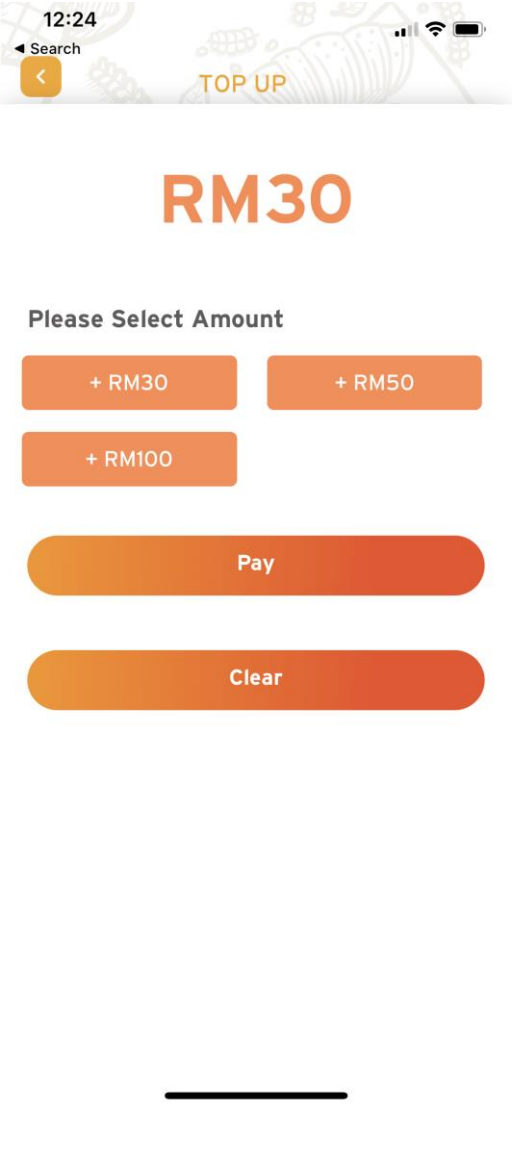 12:24
◀ Search
TOP UP
RM30
Please Select Amount
+ RM30
+ RM50
+ RM100
Pay
Clear